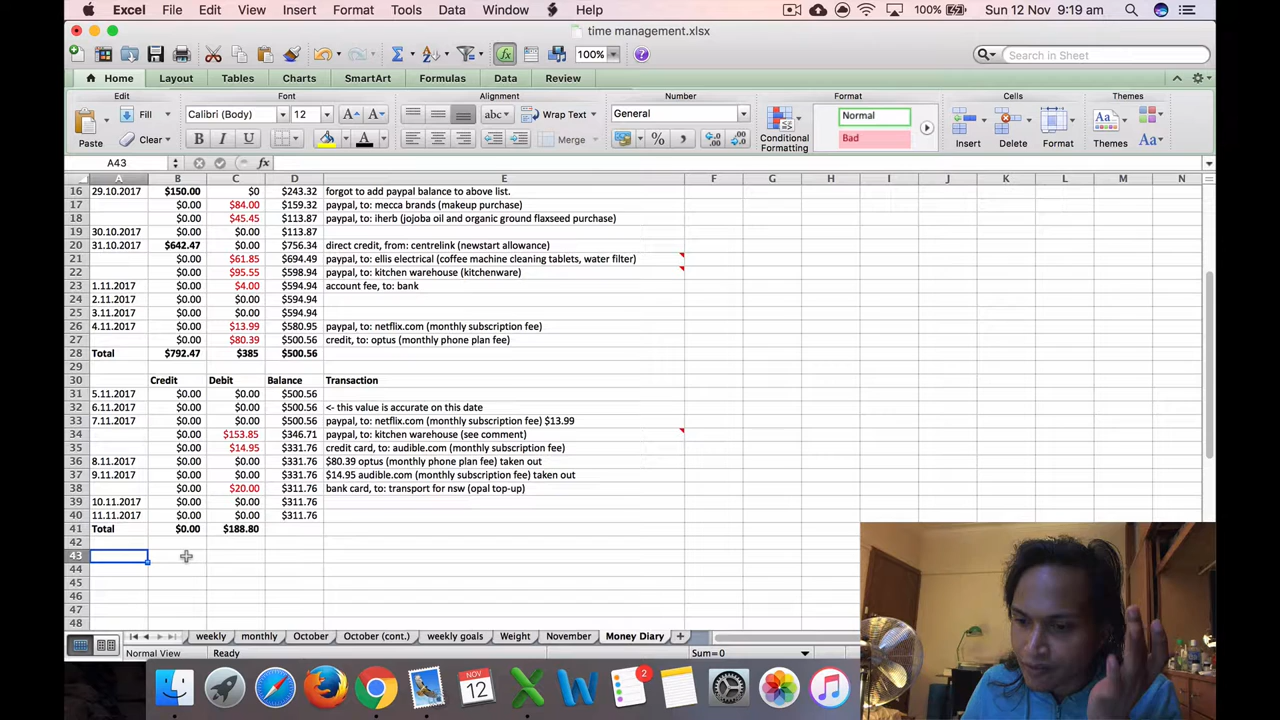 Excel File Edit View Insert Format Tools Data Window Help 100% Sun 12 Nov 9:19 am
time management.xlsx
100% Search in Sheet
Home Layout Tables Charts SmartArt Formulas Data Review
Edit Font Alignment Number Format Cells Themes
Fill Calibri (Body) 12 A A abc Wrap Text General Normal
Paste Clear B I U A Merge % Bad Conditional Formatting Insert Delete Format Themes Aa
A43 fx
A B C D E F G H I J K L M N
16 29.10.2017 $150.00 $0 $243.32 forgot to add paypal balance to above list.
17 $0.00 $84.00 $159.32 paypal, to: mecca brands (makeup purchase)
18 $0.00 $45.45 $113.87 paypal, to: iherb (jojoba oil and organic ground flaxseed purchase)
19 30.10.2017 $0.00 $0.00 $113.87
20 31.10.2017 $642.47 $0.00 $756.34 direct credit, from: centrelink (newstart allowance)
21 $0.00 $61.85 $694.49 paypal, to: ellis electrical (coffee machine cleaning tablets, water filter)
22 $0.00 $95.55 $598.94 paypal, to: kitchen warehouse (kitchenware)
23 1.11.2017 $0.00 $4.00 $594.94 account fee, to: bank
24 2.11.2017 $0.00 $0.00 $594.94
25 3.11.2017 $0.00 $0.00 $594.94
26 4.11.2017 $0.00 $13.99 $580.95 paypal, to: netflix.com (monthly subscription fee)
27 $0.00 $80.39 $500.56 credit, to: optus (monthly phone plan fee)
28 Total $792.47 $385 $500.56
29
30 Credit Debit Balance Transaction
31 5.11.2017 $0.00 $0.00 $500.56
32 6.11.2017 $0.00 $0.00 $500.56 <- this value is accurate on this date
33 7.11.2017 $0.00 $0.00 $500.56 paypal, to: netflix.com (monthly subscription fee) $13.99
34 $0.00 $153.85 $346.71 paypal, to: kitchen warehouse (see comment)
35 $0.00 $14.95 $331.76 credit card, to: audible.com (monthly subscription fee)
36 8.11.2017 $0.00 $0.00 $331.76 $80.39 optus (monthly phone plan fee) taken out
37 9.11.2017 $0.00 $0.00 $331.76 $14.95 audible.com (monthly subscription fee) taken out
38 $0.00 $20.00 $311.76 bank card, to: transport for nsw (opal top-up)
39 10.11.2017 $0.00 $0.00 $311.76
40 11.11.2017 $0.00 $0.00 $311.76
41 Total $0.00 $188.80
42
43
44
45
46
47
48
weekly monthly October October (cont.) weekly goals Weight November Money Diary
Normal View Ready Sum=0
NOV 12 2